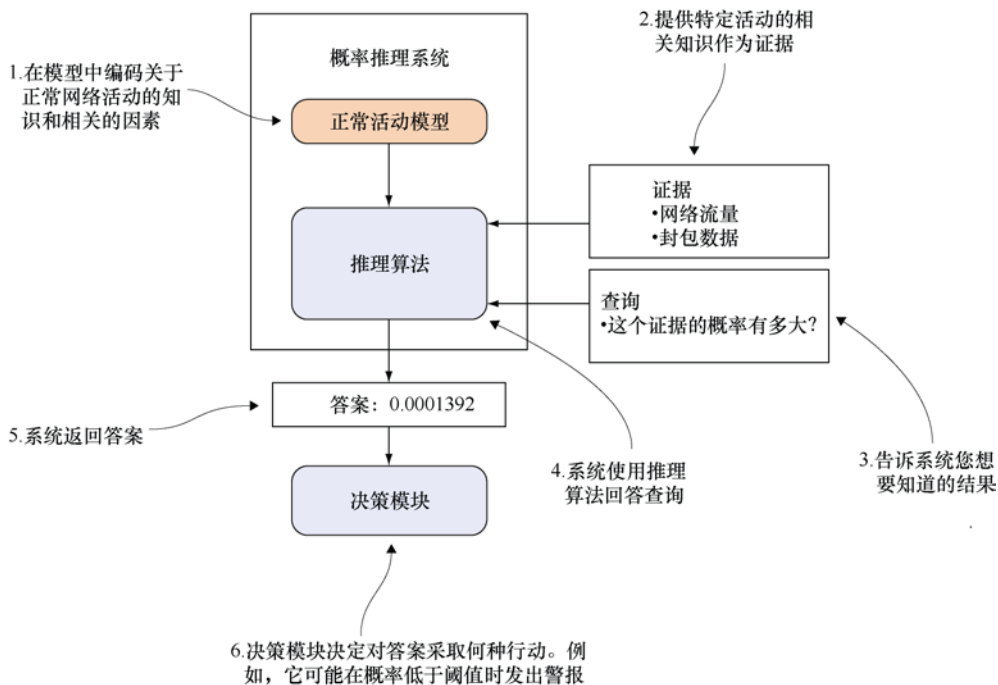 1.在模型中编码关于
正常网络活动的知
识和相关的因素
概率推理系统
正常活动模型
推理算法
2.提供特定活动的相
关知识作为证据
证据
•网络流量
•封包数据
查询
•这个证据的概率有多大?
3.告诉系统您想
要知道的结果
4.系统使用推理
算法回答查询
答案：0.0001392
5.系统返回答案
决策模块
6.决策模块决定对答案采取何种行动。例
如，它可能在概率低于阈值时发出警报